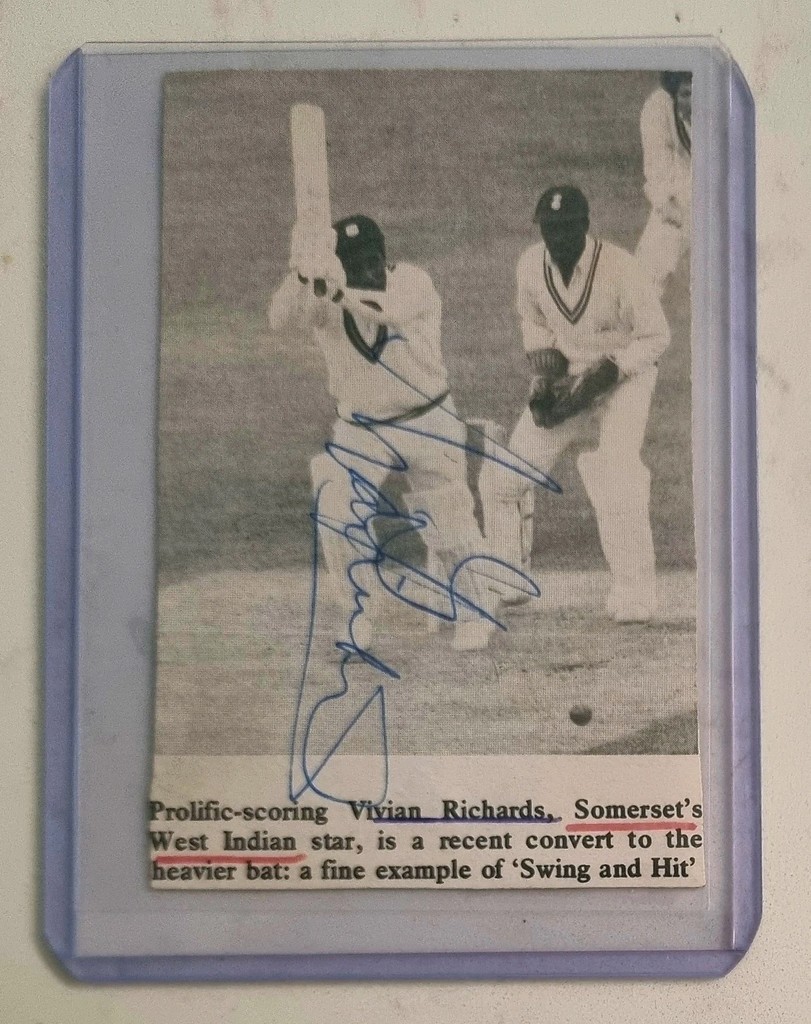 Prolific-scoring Vivian Richards, Somerset's
West Indian star, is a recent convert to the
heavier bat: a fine example of ‘Swing and Hit’